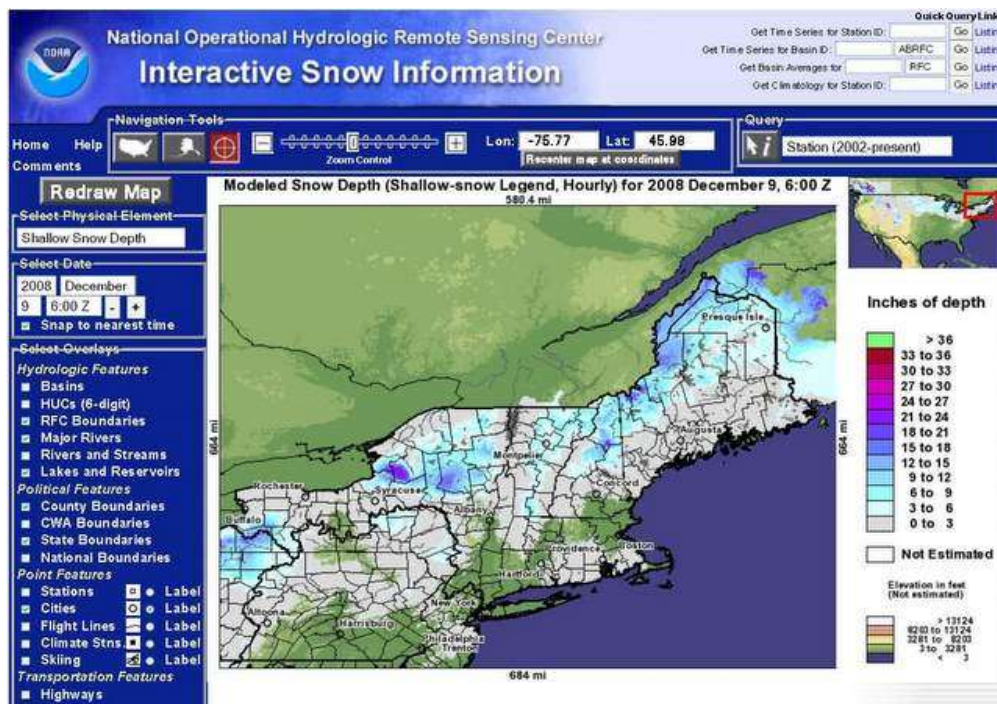 NOAA
National Operational Hydrologic Remote Sensing Center
Interactive Snow Information
Quick Query Link
Get Time Series for Station ID: Go Listin
Get Time Series for Basin ID: ABRFC Go Listin
Get Basin Averages for RFC Go Listin
Get Climatology for Station ID: Go Listin
Home Help
Comments
Navigation Tools
Zoom Control
Lon: -75.77 Lat: 45.98
Recenter map at coordinates
Query
Station (2002-present)
Redraw Map
Select Physical Element
Shallow Snow Depth
Select Date
2008 December
9 6:00 Z - +
Snap to nearest time
Select Overlays
Hydrologic Features
Basins
HUCs (6-digit)
RFC Boundaries
Major Rivers
Rivers and Streams
Lakes and Reservoirs
Political Features
County Boundaries
CWA Boundaries
State Boundaries
National Boundaries
Point Features
Stations Label
Cities Label
Flight Lines Label
Climate Stns. Label
Skiing Label
Transportation Features
Highways
Modeled Snow Depth (Shallow-snow Legend, Hourly) for 2008 December 9, 6:00 Z
580.4 mi
664 mi
664 mi
684 mi
Presque Isle
Augusta
Montpelier
Concord
Rochester
Syracuse
Buffalo
Albany
Providence
Boston
Hartford
New York
Altoona
Harrisburg
Philadelphia
Trenton
Inches of depth
> 36
33 to 36
30 to 33
27 to 30
24 to 27
21 to 24
18 to 21
15 to 18
12 to 15
9 to 12
6 to 9
3 to 6
0 to 3
Not Estimated
Elevation in feet
(Not estimated)
> 13124
8203 to 13124
3281 to 8203
3 to 3281
< 3